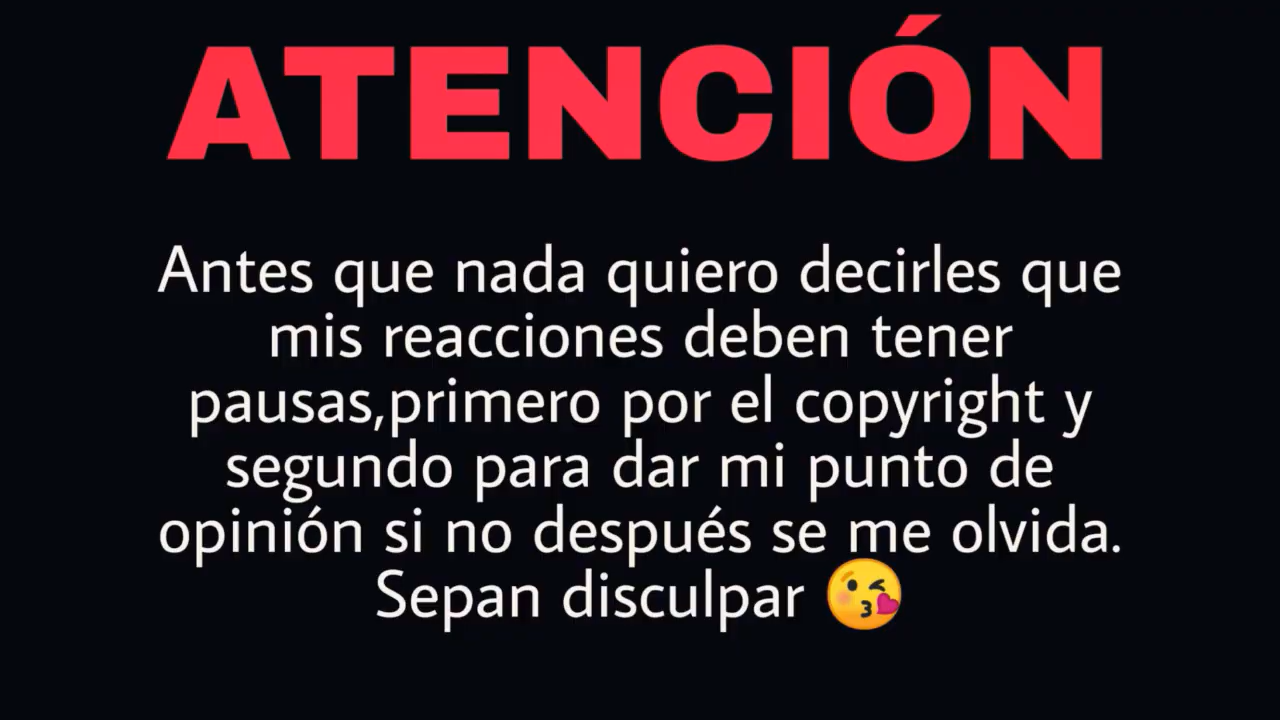 ATENCIÓN
Antes que nada quiero decirles que
mis reacciones deben tener
pausas,primero por el copyright y
segundo para dar mi punto de
opinión si no después se me olvida.
Sepan disculpar 😘